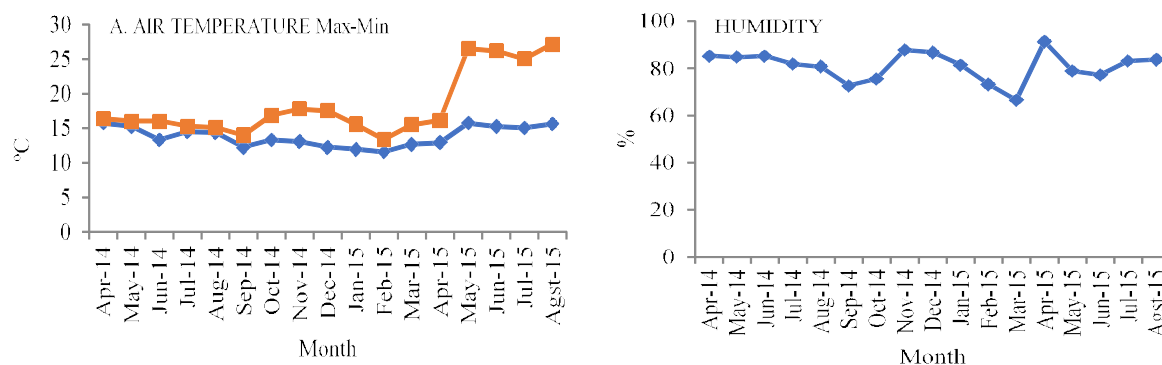 A. AIR TEMPERATURE Max-Min
30
25
20
15
10
5
0
ºC
Apr-14
May-14
Jun-14
Jul-14
Aug-14
Sep-14
Oct-14
Nov-14
Dec-14
Jan-15
Feb-15
Mar-15
Apr-15
May-15
Jun-15
Jul-15
Agst-15
Month
HUMIDITY
100
80
60
40
20
0
%
Apr-14
May-14
Jun-14
Jul-14
Aug-14
Sep-14
Oct-14
Nov-14
Dec-14
Jan-15
Feb-15
Mar-15
Apr-15
May-15
Jun-15
Jul-15
Agst-15
Month